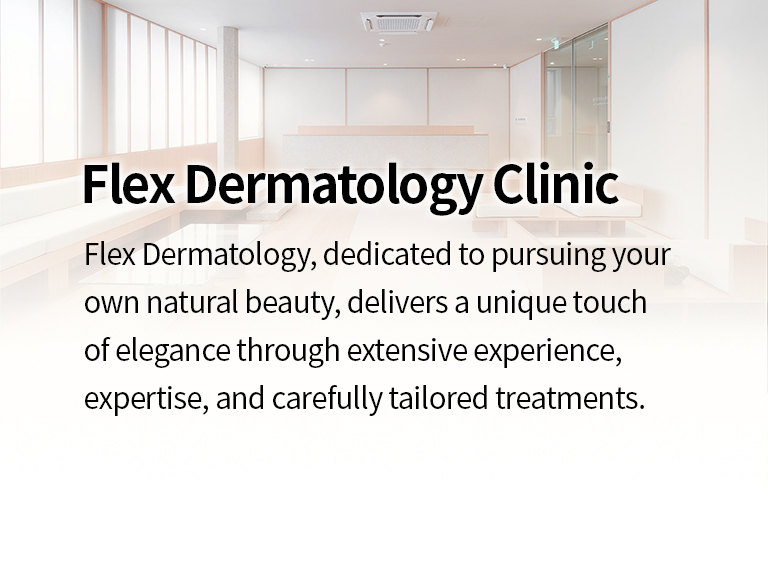 Flex Dermatology Clinic
Flex Dermatology, dedicated to pursuing your
own natural beauty, delivers a unique touch
of elegance through extensive experience,
expertise, and carefully tailored treatments.